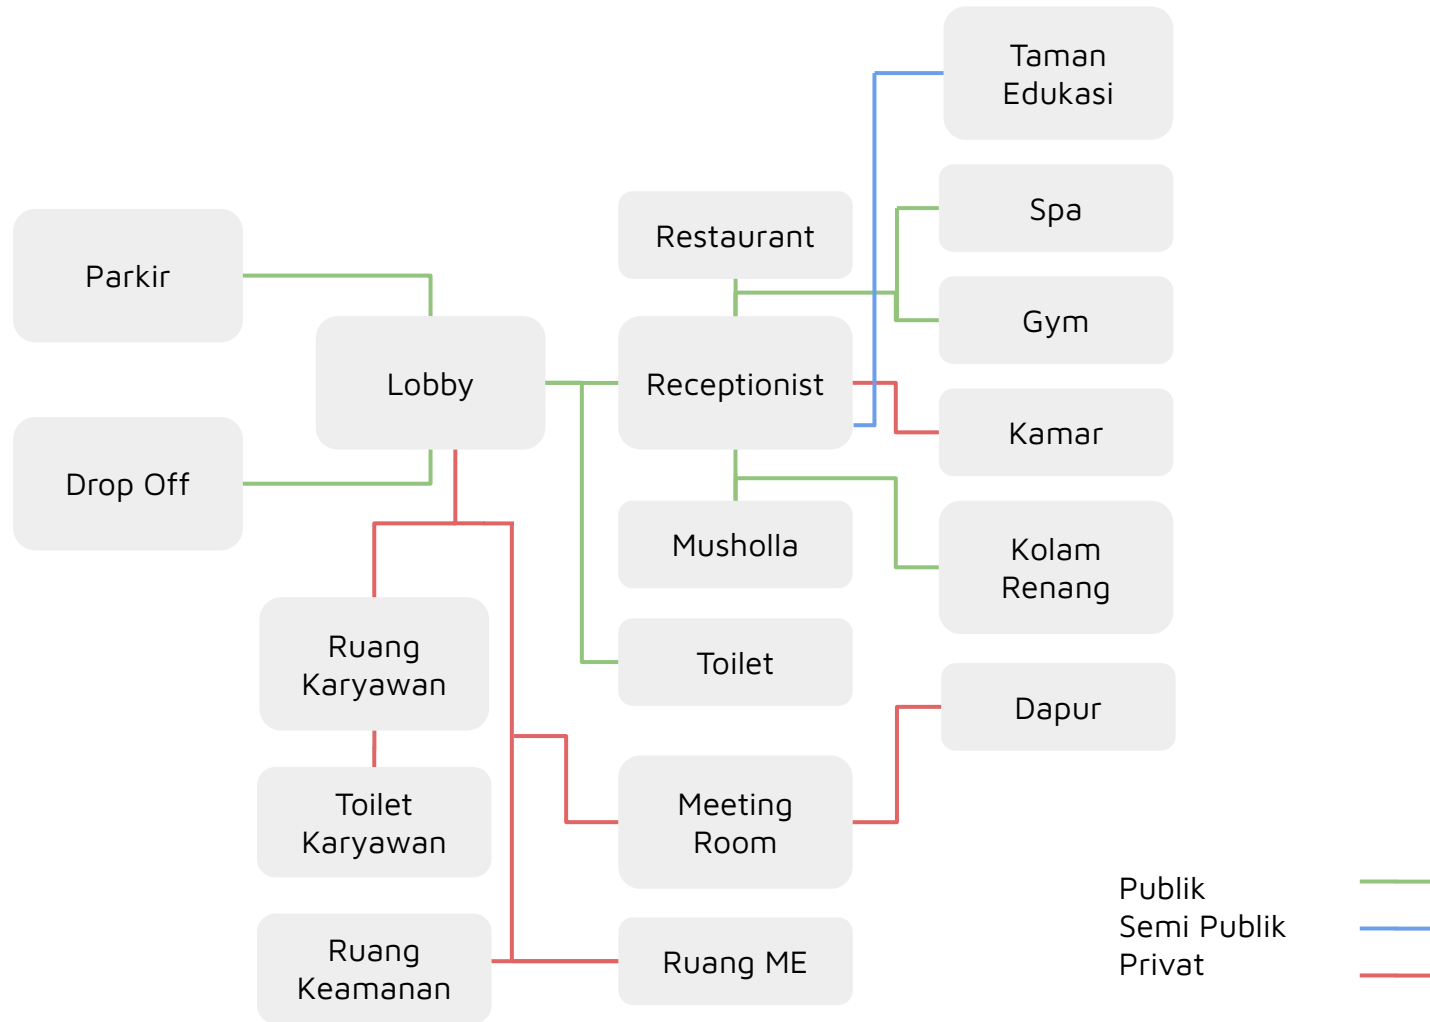 Taman
Edukasi
Spa
Restaurant
Parkir
Gym
Lobby
Receptionist
Kamar
Drop Off
Musholla
Kolam
Renang
Ruang
Karyawan
Toilet
Dapur
Toilet
Karyawan
Meeting
Room
Ruang
Keamanan
Ruang ME
Publik
Semi Publik
Privat